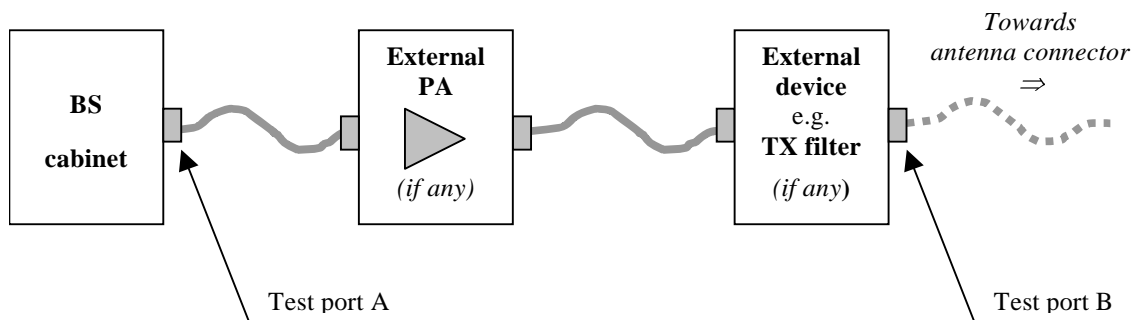 BS
cabinet
External
PA
(if any)
External
device
e.g.
TX filter
(if any)
Towards
antenna connector
⇒
Test port A
Test port B